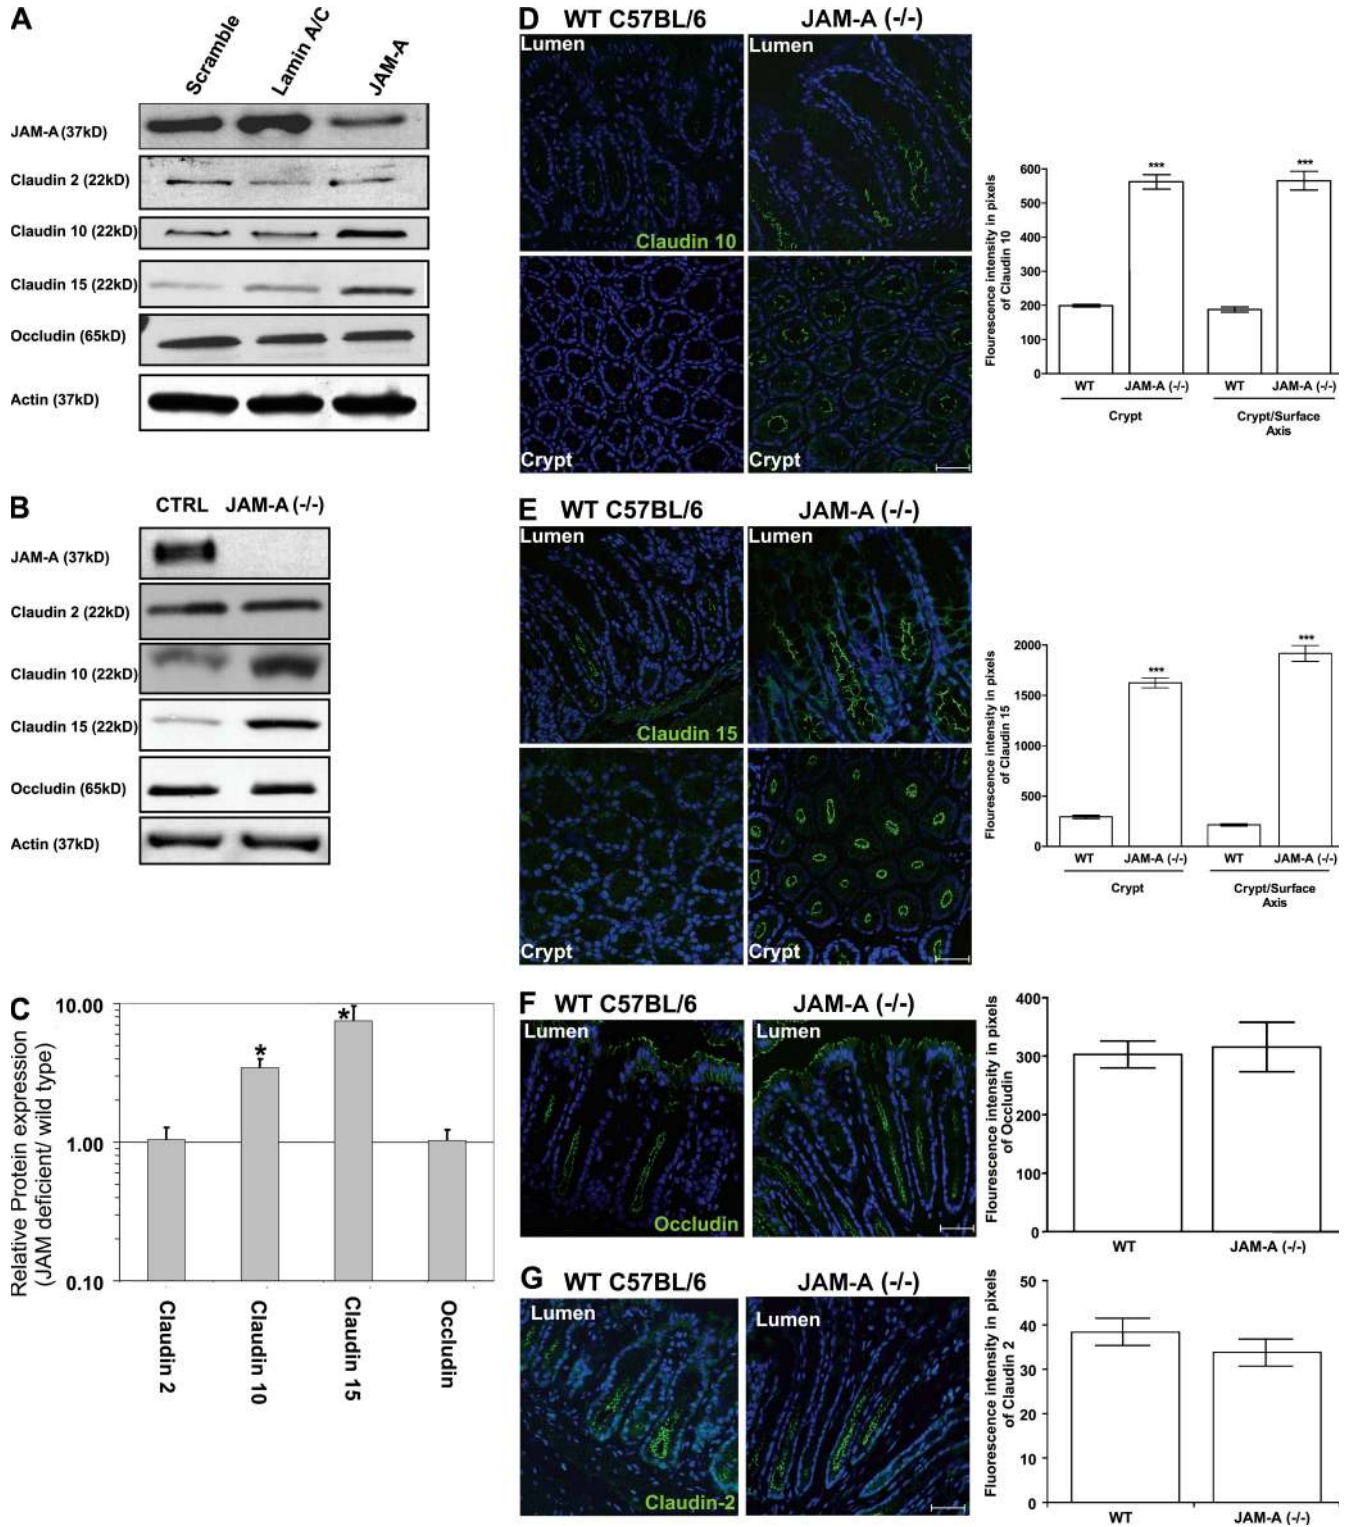 A
Scramble
Lamin A/C
JAM-A
JAM-A (37kD)
Claudin 2 (22kD)
Claudin 10 (22kD)
Claudin 15 (22kD)
Occludin (65kD)
Actin (37kD)
B
CTRL JAM-A (-/-)
JAM-A (37kD)
Claudin 2 (22kD)
Claudin 10 (22kD)
Claudin 15 (22kD)
Occludin (65kD)
Actin (37kD)
C
Relative Protein expression
(JAM deficient/ wild type)
10.00
1.00
0.10
*
*
Claudin 2
Claudin 10
Claudin 15
Occludin
D WT C57BL/6 JAM-A (-/-)
Lumen
Lumen
Claudin 10
Crypt
Crypt
Flourescence intensity in pixels
of Claudin 10
600
500
400
300
200
100
0
***
***
WT JAM-A (-/-) WT JAM-A (-/-)
Crypt
Crypt/Surface
Axis
E WT C57BL/6 JAM-A (-/-)
Lumen
Lumen
Claudin 15
Crypt
Crypt
Flourescence intensity in pixels
of Claudin 15
2000
1500
1000
500
0
***
***
WT JAM-A (-/-) WT JAM-A (-/-)
Crypt
Crypt/Surface
Axis
F WT C57BL/6 JAM-A (-/-)
Lumen
Lumen
Occludin
Flourescence intensity in pixels
of Occludin
400
300
200
100
0
WT JAM-A (-/-)
G WT C57BL/6 JAM-A (-/-)
Lumen
Lumen
Claudin-2
Fluorescence intensity in pixels
of Claudin 2
50
40
30
20
10
0
WT JAM-A (-/-)